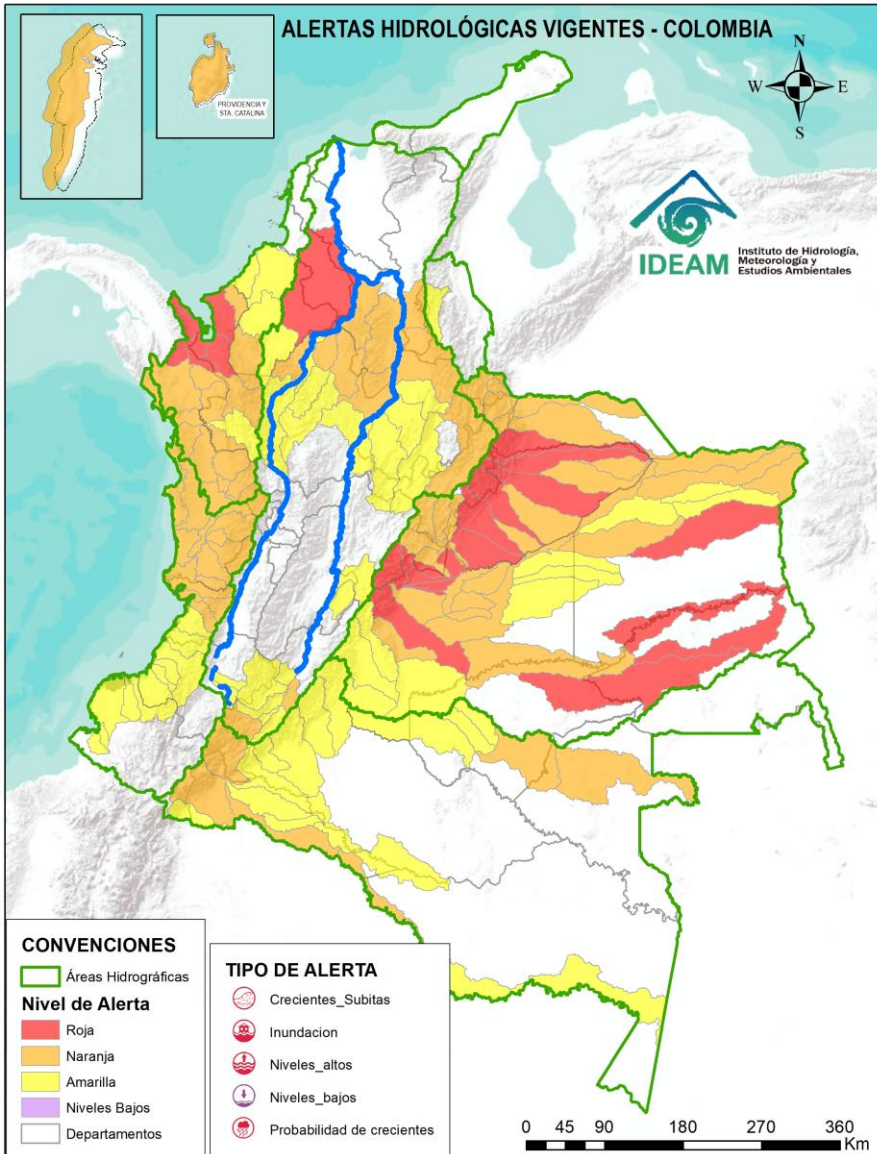 ALERTAS HIDROLÓGICAS VIGENTES - COLOMBIA
PROVIDENCIA Y
STA. CATALINA
N
W
E
S
IDEAM
Instituto de Hidrología,
Meteorología y
Estudios Ambientales
CONVENCIONES
Áreas Hidrográficas
Nivel de Alerta
Roja
Naranja
Amarilla
Niveles Bajos
Departamentos
TIPO DE ALERTA
Crecientes_Subitas
Inundacion
Niveles_altos
Niveles_bajos
Probabilidad de crecientes
0 45 90 180 270 360
Km